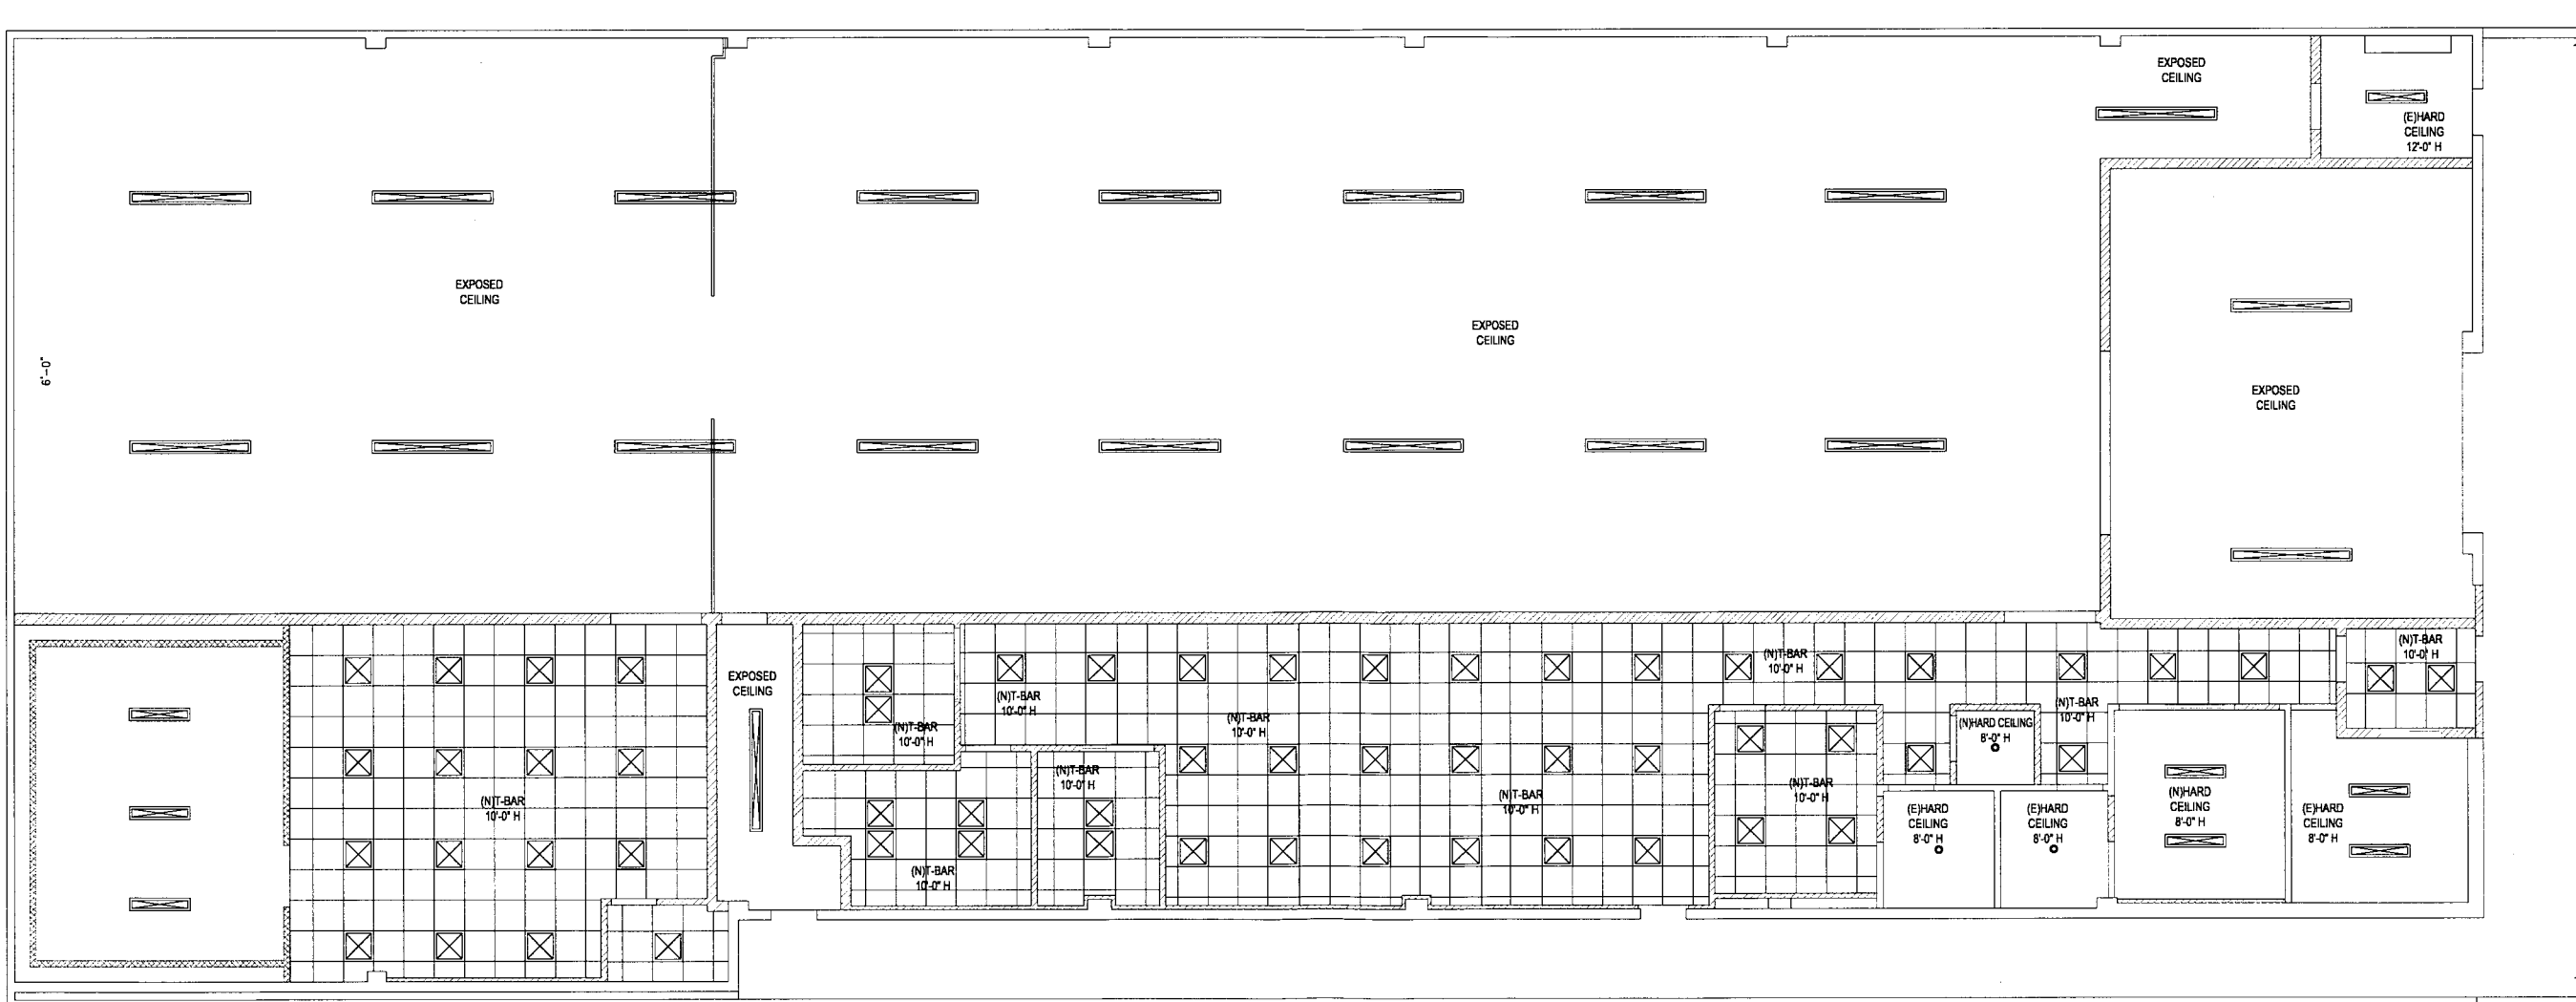 EXPOSED
CEILING
(E)HARD
CEILING
12'-0" H
EXPOSED
CEILING
EXPOSED
CEILING
6'-0"
EXPOSED
CEILING
EXPOSED
CEILING
(N)T-BAR
10'-0" H
(N)T-BAR
10'-0" H
(N)T-BAR
10'-0" H
(N)T-BAR
10'-0" H
(N)T-BAR
10'-0" H
(N)T-BAR
10'-0" H
(N)T-BAR
10'-0" H
(N)HARD CEILING
8'-0" H
(N)T-BAR
10'-0" H
(N)T-BAR
10'-0" H
(N)T-BAR
10'-0" H
(N)T-BAR
10'-0" H
(N)HARD
CEILING
8'-0" H
(E)HARD
CEILING
8'-0" H
(E)HARD
CEILING
8'-0" H
(E)HARD
CEILING
8'-0" H
(N)T-BAR
10'-0" H